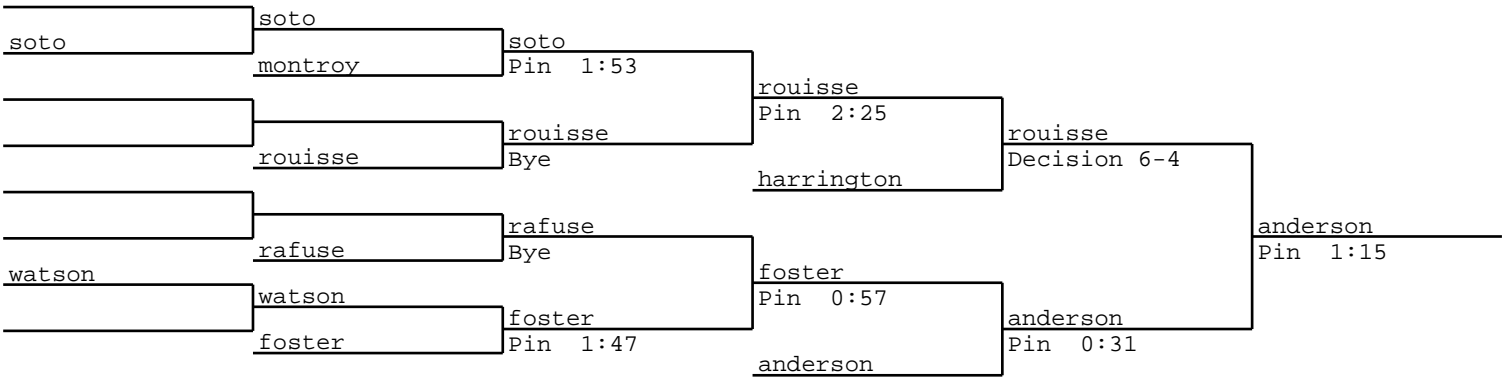 soto
soto
soto
montroy
Pin 1:53
rouisse
Pin 2:25
rouisse
rouisse
rouisse
Bye
Decision 6-4
harrington
rafuse
anderson
rafuse
Bye
Pin 1:15
watson
foster
watson
Pin 0:57
foster
anderson
foster
Pin 1:47
Pin 0:31
anderson